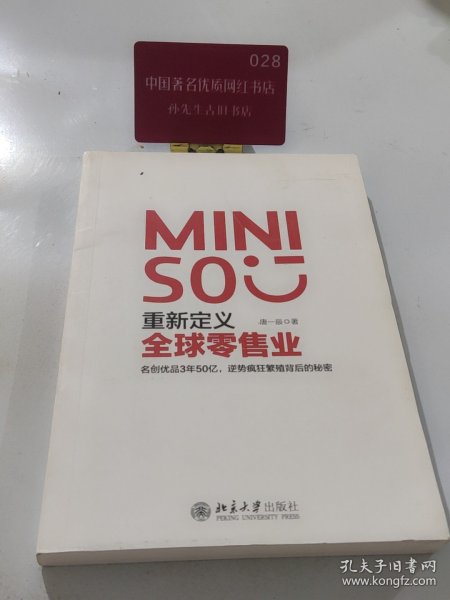 028
中国著名优质网红书店
孙先生古旧书店
MINI
SO
重新定义
唐一辰◎著
全球零售业
名创优品3年50亿，逆势疯狂繁殖背后的秘密
北京大学出版社
PEKING UNIVERSITY PRESS
孔夫子旧书网
www.kongfz.com